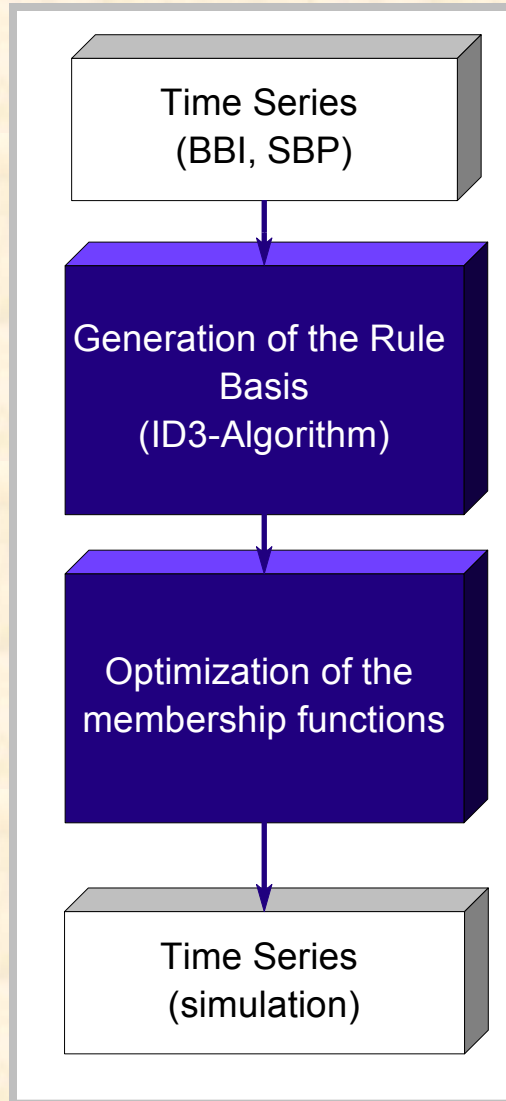 Time Series
(BBI, SBP)
Generation of the Rule
Basis
(ID3-Algorithm)
Optimization of the
membership functions
Time Series
(simulation)